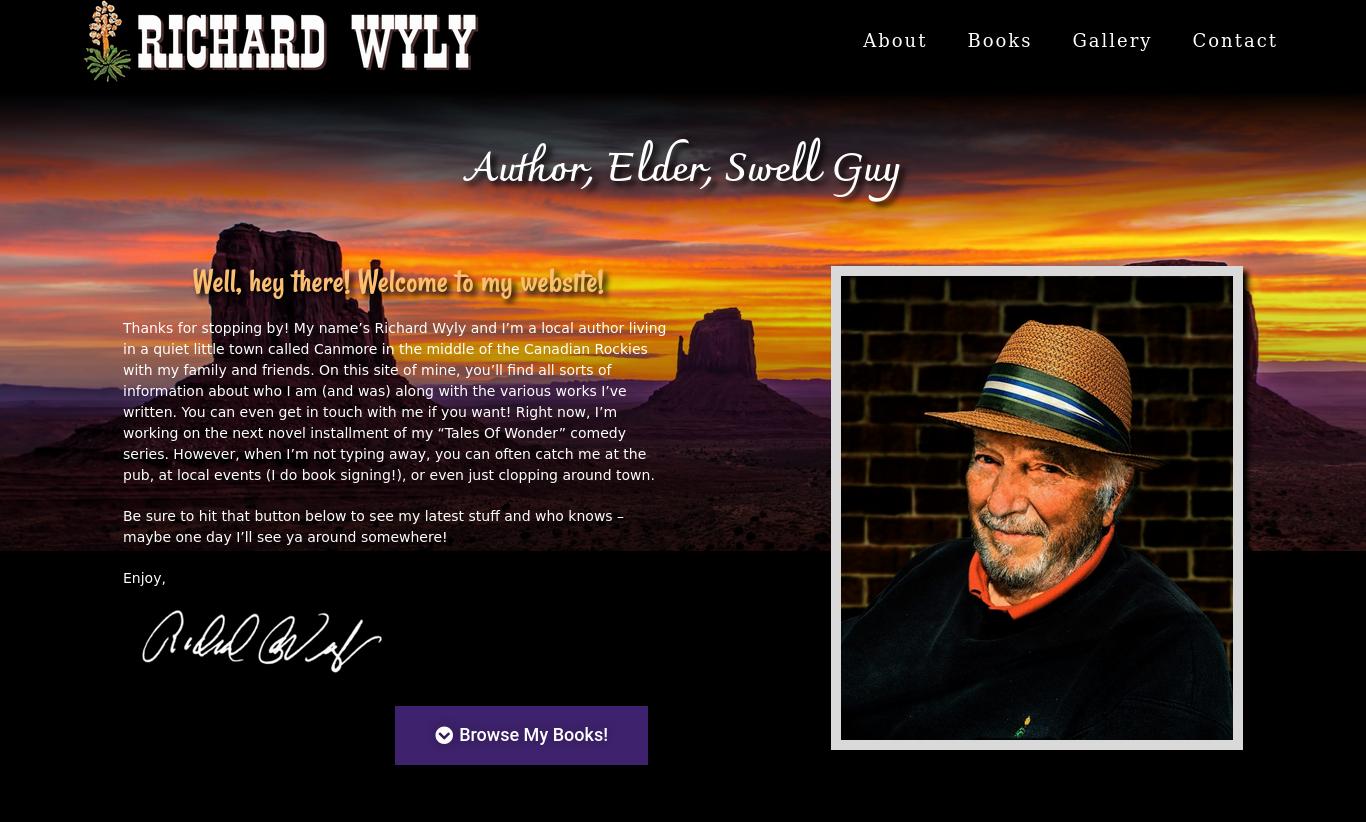 RICHARD WYLY
About Books Gallery Contact
Author, Elder, Swell Guy
Well, hey there! Welcome to my website!
Thanks for stopping by! My name’s Richard Wyly and I’m a local author living
in a quiet little town called Canmore in the middle of the Canadian Rockies
with my family and friends. On this site of mine, you’ll find all sorts of
information about who I am (and was) along with the various works I’ve
written. You can even get in touch with me if you want! Right now, I’m
working on the next novel installment of my “Tales Of Wonder” comedy
series. However, when I’m not typing away, you can often catch me at the
pub, at local events (I do book signing!), or even just clopping around town.
Be sure to hit that button below to see my latest stuff and who knows –
maybe one day I’ll see ya around somewhere!
Enjoy,
Browse My Books!